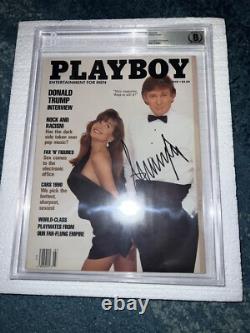 PLAYBOY
ENTERTAINMENT FOR MEN
DONALD
TRUMP
INTERVIEW
ROCK AND
RACISM:
Has the dark
side taken over
pop music?
FAX 'N' FIGURES
Sex comes to the
electronic
office
CARS 1990
We pick the
hottest,
sharpest,
sexiest
WORLD-CLASS
PLAYMATES FROM
OUR FAR-FLUNG EMPIRE